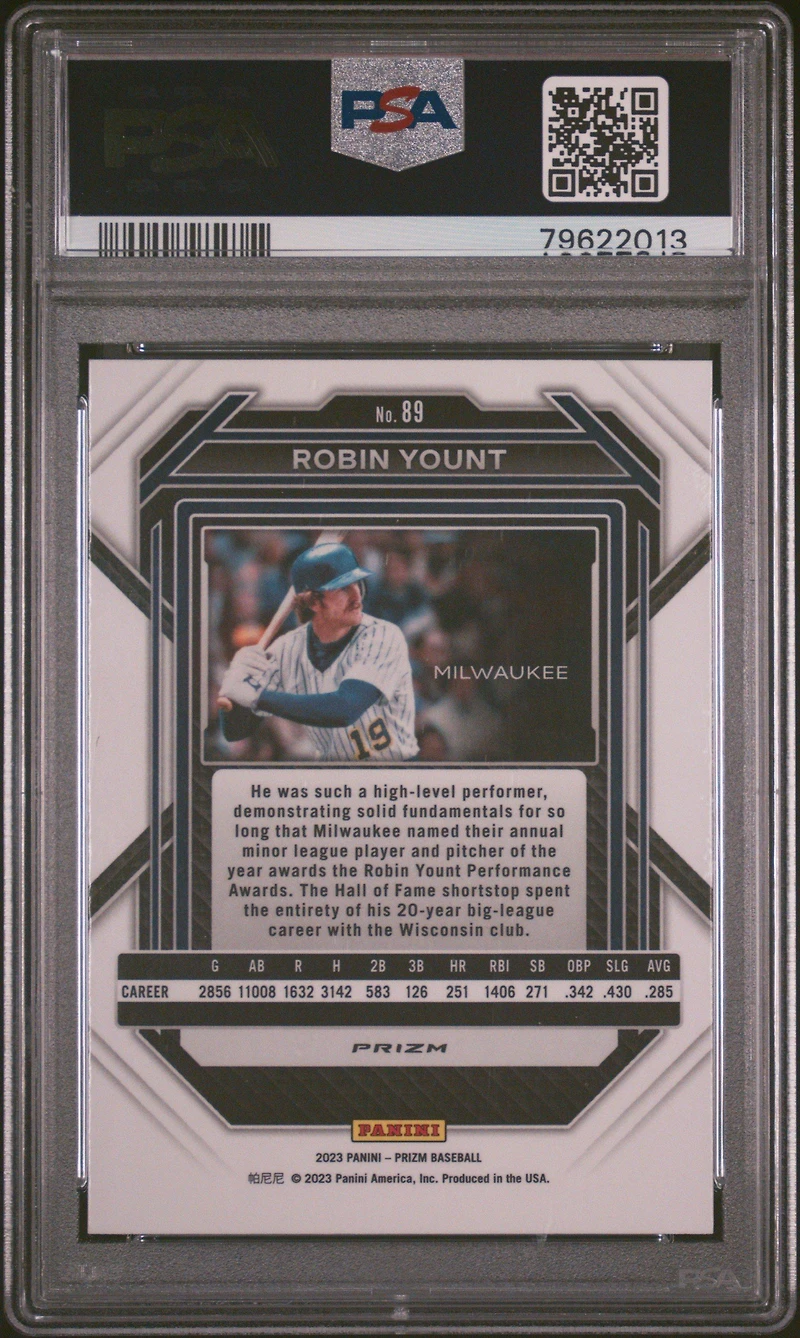 PSA
79622013
No. 89
ROBIN YOUNT
MILWAUKEE
19
He was such a high-level performer,
demonstrating solid fundamentals for so
long that Milwaukee named their annual
minor league player and pitcher of the
year awards the Robin Yount Performance
Awards. The Hall of Fame shortstop spent
the entirety of his 20-year big-league
career with the Wisconsin club.
G AB R H 2B 3B HR RBI SB OBP SLG AVG
CAREER 2856 11008 1632 3142 583 126 251 1406 271 .342 .430 .285
PRIZM
PANINI
2023 PANINI – PRIZM BASEBALL
帕尼尼 © 2023 Panini America, Inc. Produced in the USA.
PSA